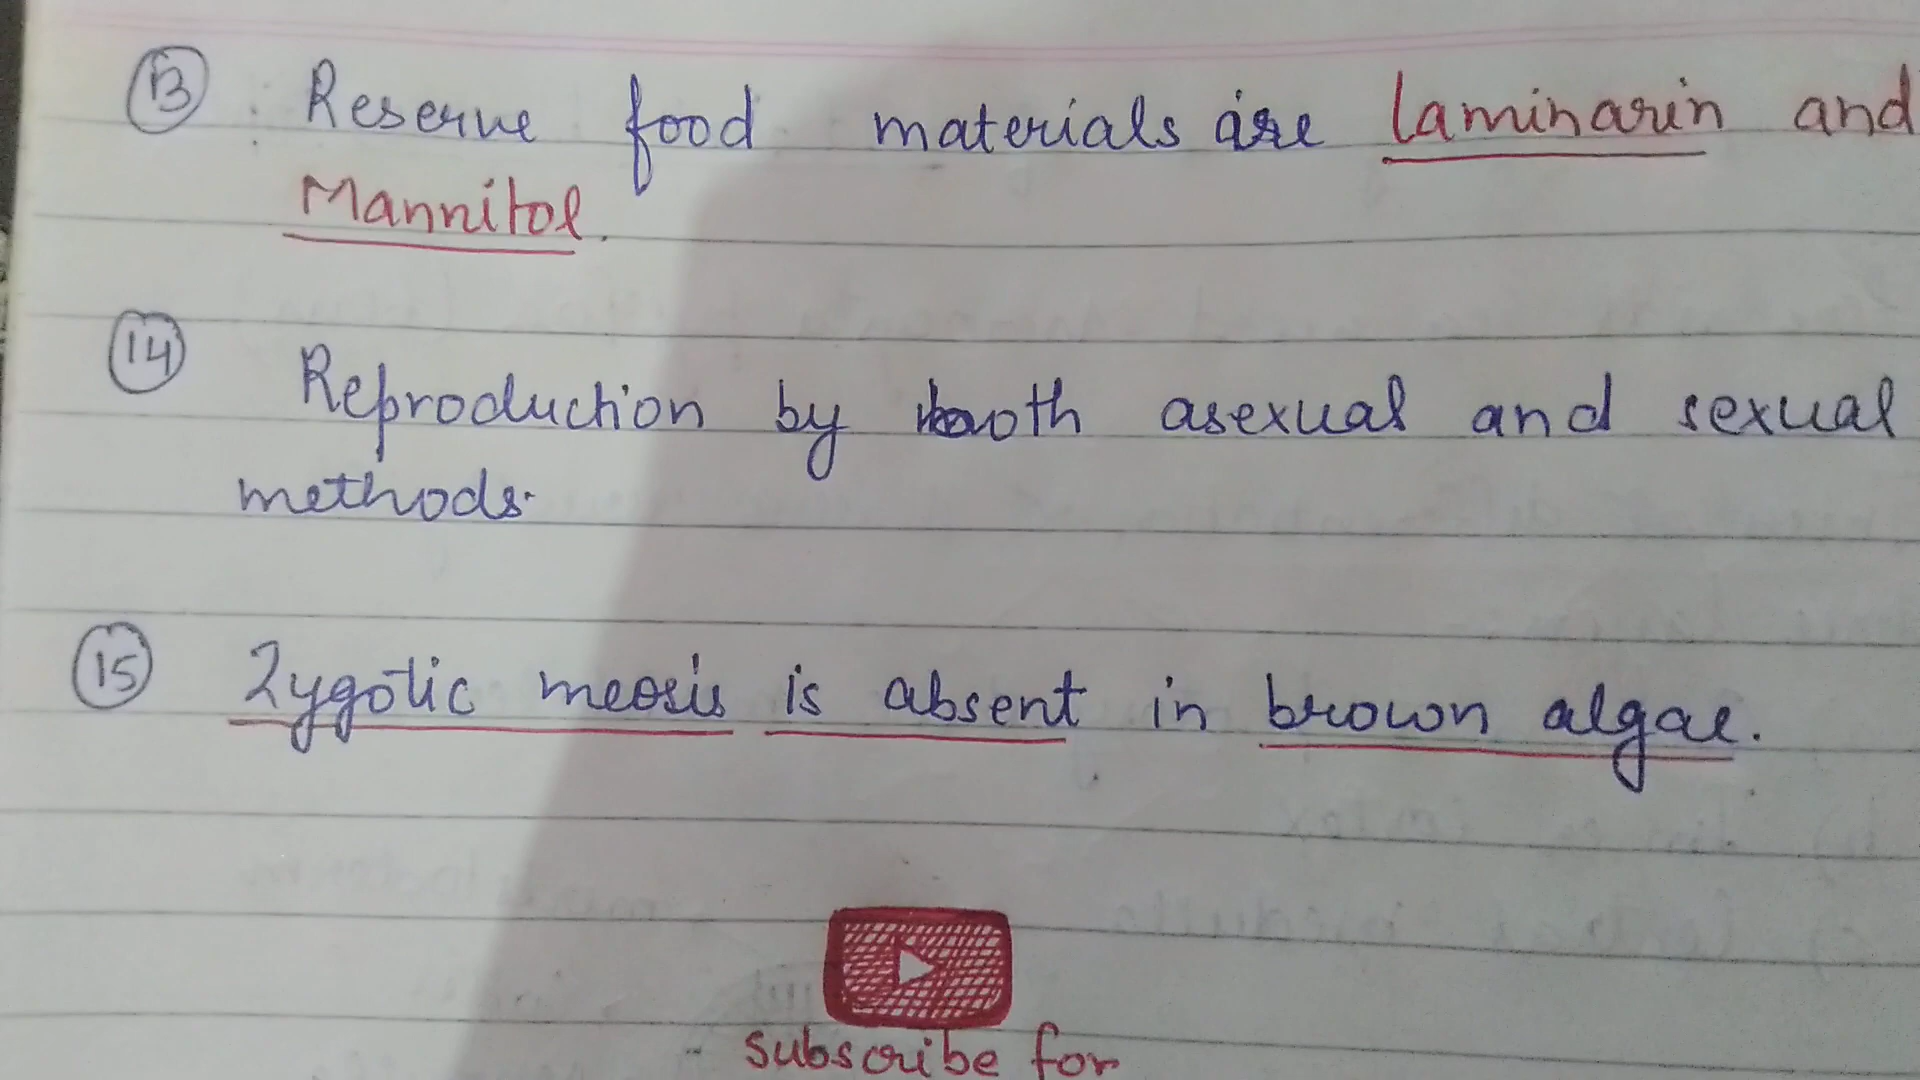 13 Reserve food materials are laminarin and
Mannitol.
14 Reproduction by both asexual and sexual
methods.
15 Zygotic meosis is absent in brown algae.
subscribe for